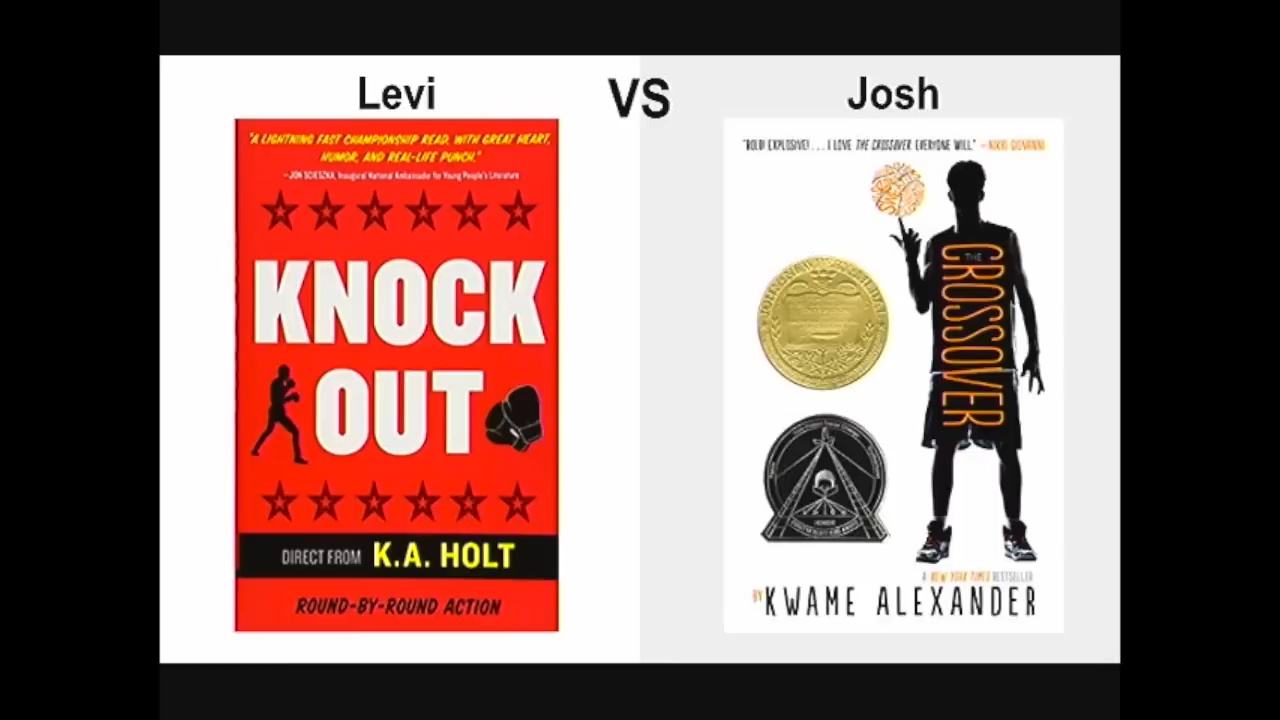 Levi
VS
Josh
"A LIGHTNING FAST CHAMPIONSHIP READ, WITH GREAT HEART,
HUMOR, AND REAL-LIFE PUNCH."
–JON SCIESZKA, Inaugural National Ambassador for Young People's Literature
KNOCK
OUT
DIRECT FROM K.A. HOLT
ROUND-BY-ROUND ACTION
"BOLD! EXPLOSIVE! . . . I LOVE THE CROSSOVER. EVERYONE WILL." –NIKKI GIOVANNI
THE
CROSSOVER
A NEW YORK TIMES BESTSELLER
BY KWAME ALEXANDER